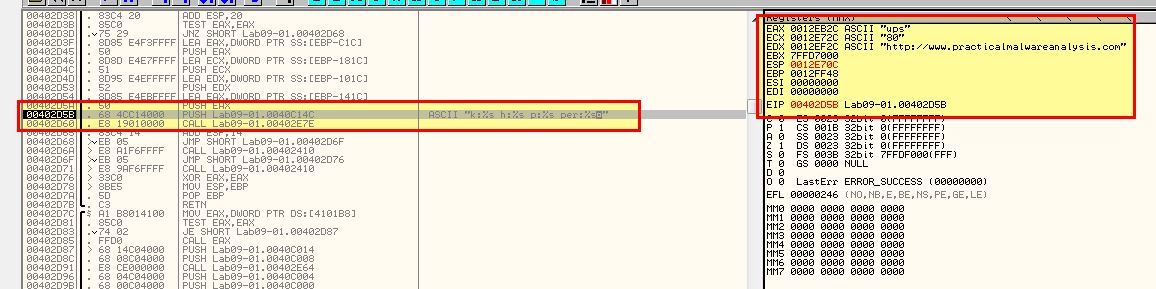 00402D38 . 83C4 20 ADD ESP,20
00402D3B . 85C0 TEST EAX,EAX
00402D3D .v75 29 JNZ SHORT Lab09-01.00402D68
00402D3F . 8D85 E4F3FFFF LEA EAX,DWORD PTR SS:[EBP-C1C]
00402D45 . 50 PUSH EAX
00402D46 . 8D8D E4E7FFFF LEA ECX,DWORD PTR SS:[EBP-181C]
00402D4C . 51 PUSH ECX
00402D4D . 8D95 E4EFFFFF LEA EDX,DWORD PTR SS:[EBP-101C]
00402D53 . 52 PUSH EDX
00402D54 . 8D85 E4EBFFFF LEA EAX,DWORD PTR SS:[EBP-141C]
00402D5A . 50 PUSH EAX
00402D5B . 68 4CC14000 PUSH Lab09-01.0040C14C ASCII "k:%s h:%s p:%s per:%s
00402D60 . E8 19010000 CALL Lab09-01.00402E7E
. 83C4 14 ADD ESP,14
00402D68 >vEB 05 JMP SHORT Lab09-01.00402D6F
00402D6A > E8 A1F6FFFF CALL Lab09-01.00402410
00402D6F >vEB 05 JMP SHORT Lab09-01.00402D76
00402D71 > E8 9AF6FFFF CALL Lab09-01.00402410
00402D76 > 33C0 XOR EAX,EAX
00402D78 . 8BE5 MOV ESP,EBP
00402D7A . 5D POP EBP
00402D7B . C3 RETN
00402D7C $ A1 B8014100 MOV EAX,DWORD PTR DS:[4101B8]
00402D81 . 85C0 TEST EAX,EAX
00402D83 .v74 02 JE SHORT Lab09-01.00402D87
00402D85 . FFD0 CALL EAX
00402D87 > 68 14C04000 PUSH Lab09-01.0040C014
00402D8C . 68 08C04000 PUSH Lab09-01.0040C008
00402D91 . E8 CE000000 CALL Lab09-01.00402E64
00402D96 . 68 04C04000 PUSH Lab09-01.0040C004
00402D9B . 68 00C04000 PUSH Lab09-01.0040C000
Registers (MMX)
EAX 0012EB2C ASCII "ups"
ECX 0012E72C ASCII "80"
EDX 0012EF2C ASCII "http://www.practicalmalwareanalysis.com"
EBX 7FFD7000
ESP 0012E70C
EBP 0012FF48
ESI 00000000
EDI 00000000
EIP 00402D5B Lab09-01.00402D5B
C 0 ES 0023 32bit 0(FFFFFFFF)
P 1 CS 001B 32bit 0(FFFFFFFF)
A 0 SS 0023 32bit 0(FFFFFFFF)
Z 1 DS 0023 32bit 0(FFFFFFFF)
S 0 FS 003B 32bit 7FFDF000(FFF)
T 0 GS 0000 NULL
D 0
O 0 LastErr ERROR_SUCCESS (00000000)
EFL 00000246 (NO,NB,E,BE,NS,PE,GE,LE)
MM0 0000 0000 0000 0000
MM1 0000 0000 0000 0000
MM2 0000 0000 0000 0000
MM3 0000 0000 0000 0000
MM4 0000 0000 0000 0000
MM5 0000 0000 0000 0000
MM6 0000 0000 0000 0000
MM7 0000 0000 0000 0000